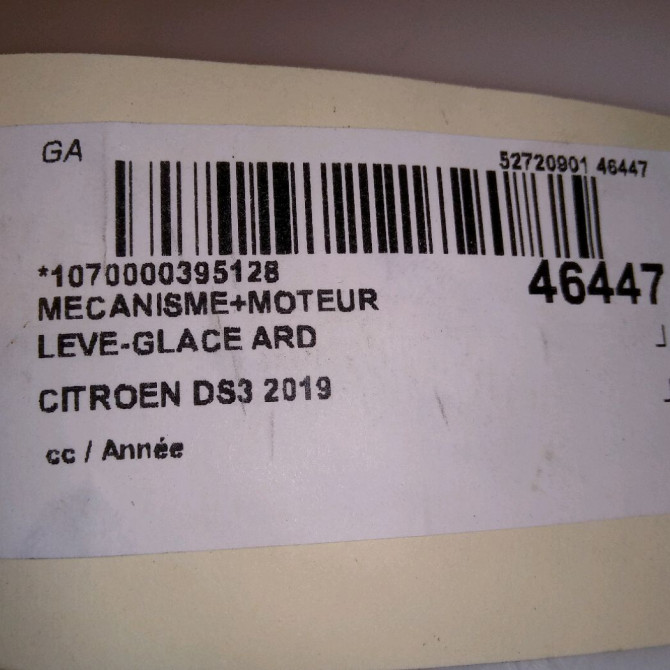 GA
52720901 46447
*1070000395128
46447
MECANISME+MOTEUR
LEVE-GLACE ARD
CITROEN DS3 2019
cc / Année